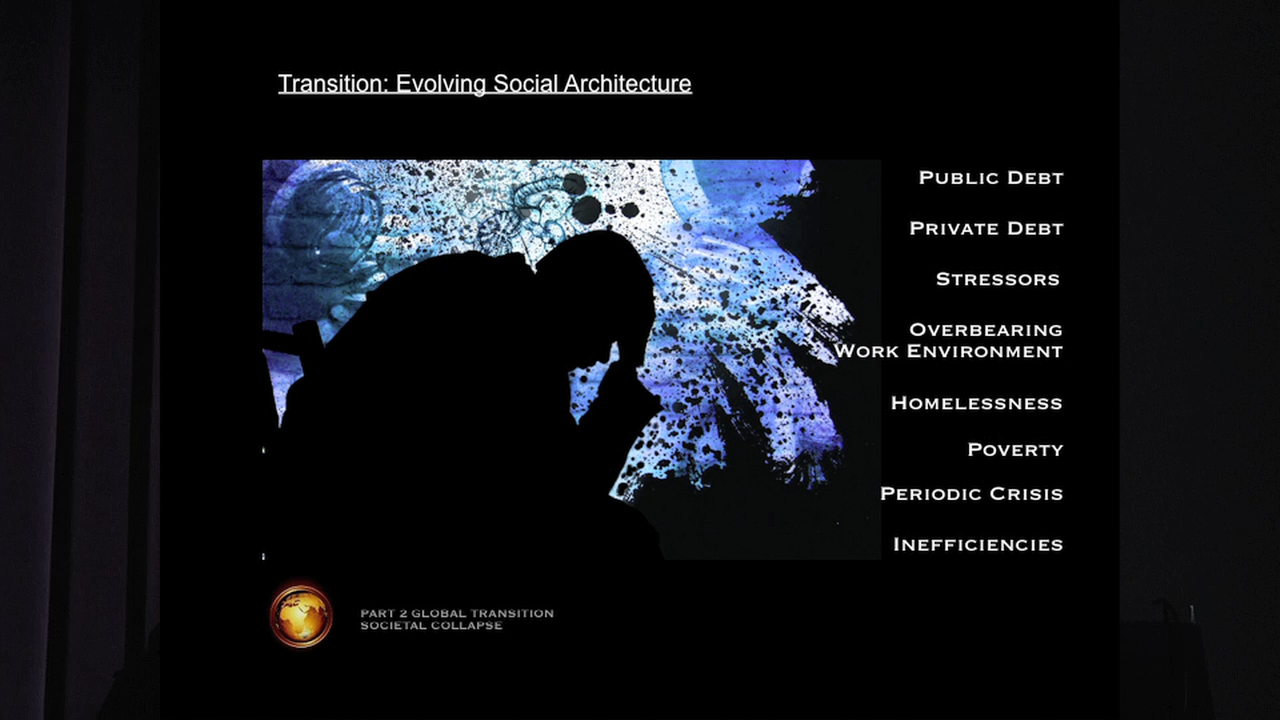 Transition: Evolving Social Architecture
PUBLIC DEBT
PRIVATE DEBT
STRESSORS
OVERBEARING
WORK ENVIRONMENT
HOMELESSNESS
POVERTY
PERIODIC CRISIS
INEFFICIENCIES
PART 2 GLOBAL TRANSITION
SOCIETAL COLLAPSE